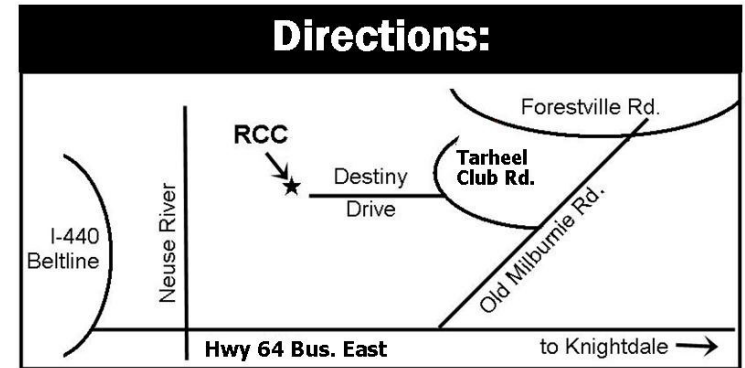 Directions:
Forestville Rd.
RCC
Tarheel
Club Rd.
Destiny
Drive
I-440
Beltline
Neuse River
Old Milburnie Rd.
Hwy 64 Bus. East
to Knightdale